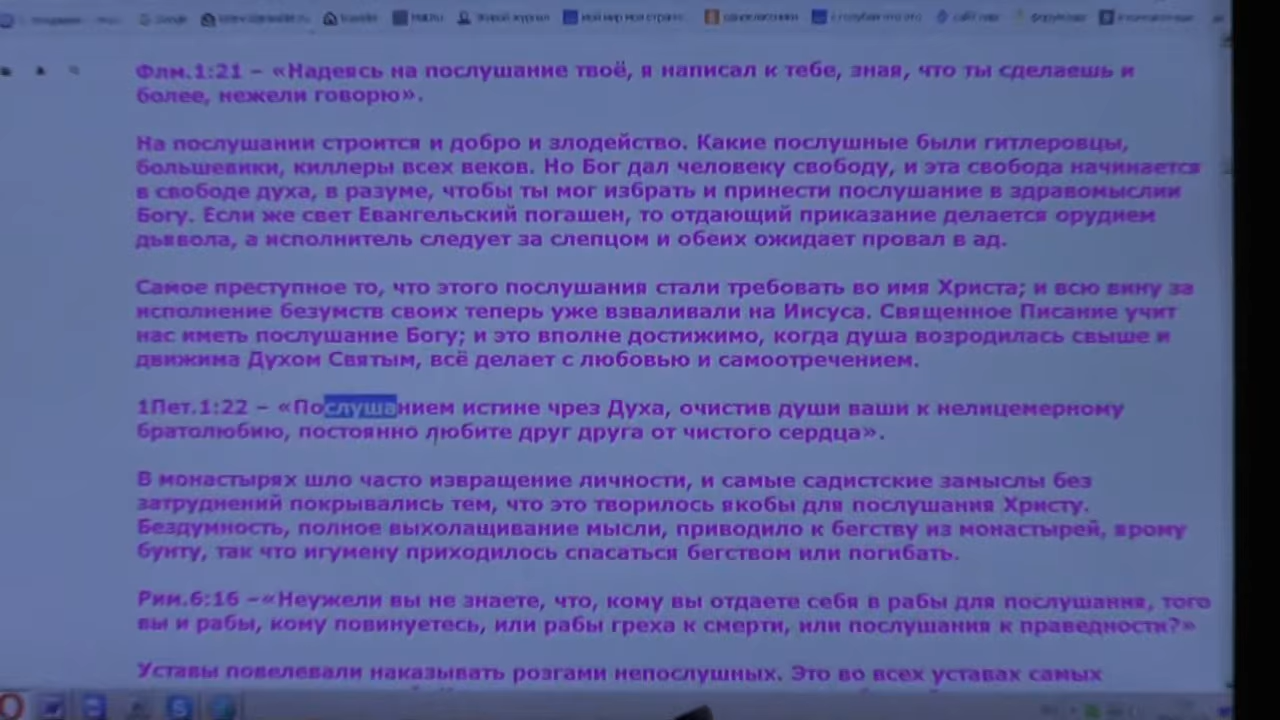 Флм.1:21 – «Надеясь на послушание твоё, я написал к тебе, зная, что ты сделаешь и
более, нежели говорю».
На послушании строится и добро и злодейство. Какие послушные были гитлеровцы,
большевики, киллеры всех веков. Но Бог дал человеку свободу, и эта свобода начинается
в свободе духа, в разуме, чтобы ты мог избрать и принести послушание в здравомыслии
Богу. Если же свет Евангельский погашен, то отдающий приказание делается орудием
дьявола, а исполнитель следует за слепцом и обеих ожидает провал в ад.
Самое преступное то, что этого послушания стали требовать во имя Христа; и всю вину за
исполнение безумств своих теперь уже взваливали на Иисуса. Священное Писание учит
нас иметь послушание Богу; и это вполне достижимо, когда душа возродилась свыше и
движима Духом Святым, всё делает с любовью и самоотречением.
1Пет.1:22 – «Послушанием истине чрез Духа, очистив души ваши к нелицемерному
братолюбию, постоянно любите друг друга от чистого сердца».
В монастырях шло часто извращение личности, и самые садистские замыслы без
затруднений покрывались тем, что это творилось якобы для послушания Христу.
Бездумность, полное выхолащивание мысли, приводило к бегству из монастырей, ярому
бунту, так что игумену приходилось спасаться бегством или погибать.
Рим.6:16 –«Неужели вы не знаете, что, кому вы отдаете себя в рабы для послушания, того
вы и рабы, кому повинуетесь, или рабы греха к смерти, или послушания к праведности?»
Уставы повелевали наказывать розгами непослушных. Это во всех уставах самых